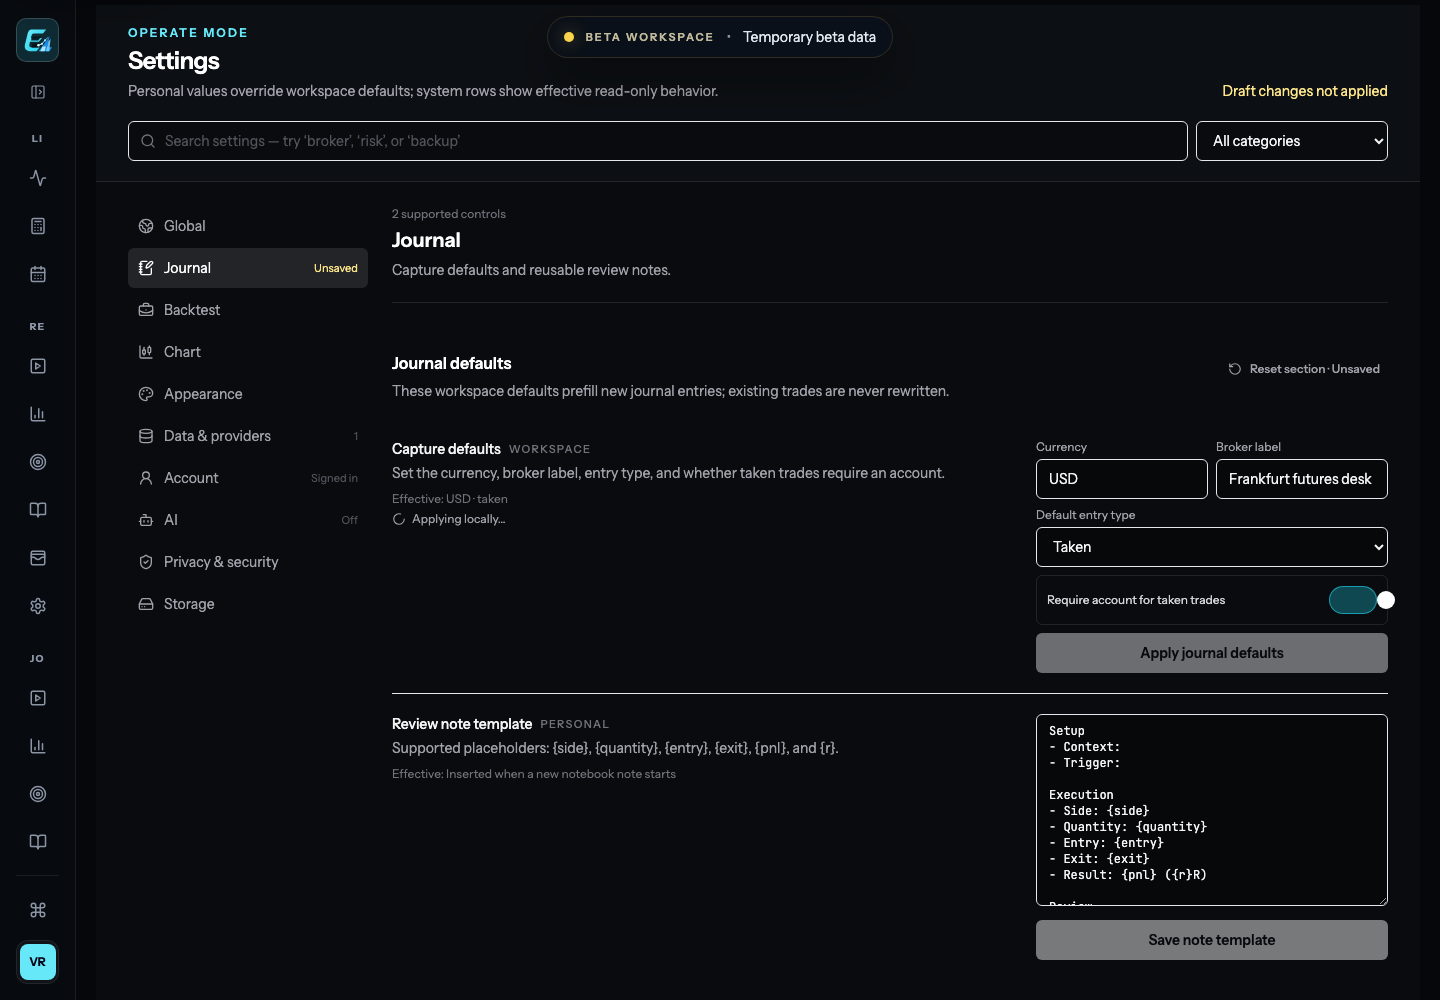 LI
RE
JO
VR
OPERATE MODE
BETA WORKSPACE · Temporary beta data
Settings
Personal values override workspace defaults; system rows show effective read-only behavior.
Draft changes not applied
Search settings — try ‘broker’, ‘risk’, or ‘backup’
All categories
Global
Journal Unsaved
Backtest
Chart
Appearance
Data & providers 1
Account Signed in
AI Off
Privacy & security
Storage
2 supported controls
Journal
Capture defaults and reusable review notes.
Journal defaults
These workspace defaults prefill new journal entries; existing trades are never rewritten.
Reset section · Unsaved
Capture defaults WORKSPACE
Set the currency, broker label, entry type, and whether taken trades require an account.
Effective: USD · taken
Applying locally…
Currency
Broker label
USD
Frankfurt futures desk
Default entry type
Taken
Require account for taken trades
Apply journal defaults
Review note template PERSONAL
Supported placeholders: {side}, {quantity}, {entry}, {exit}, {pnl}, and {r}.
Effective: Inserted when a new notebook note starts
Setup
- Context:
- Trigger:
Execution
- Side: {side}
- Quantity: {quantity}
- Entry: {entry}
- Exit: {exit}
- Result: {pnl} ({r}R)
Save note template